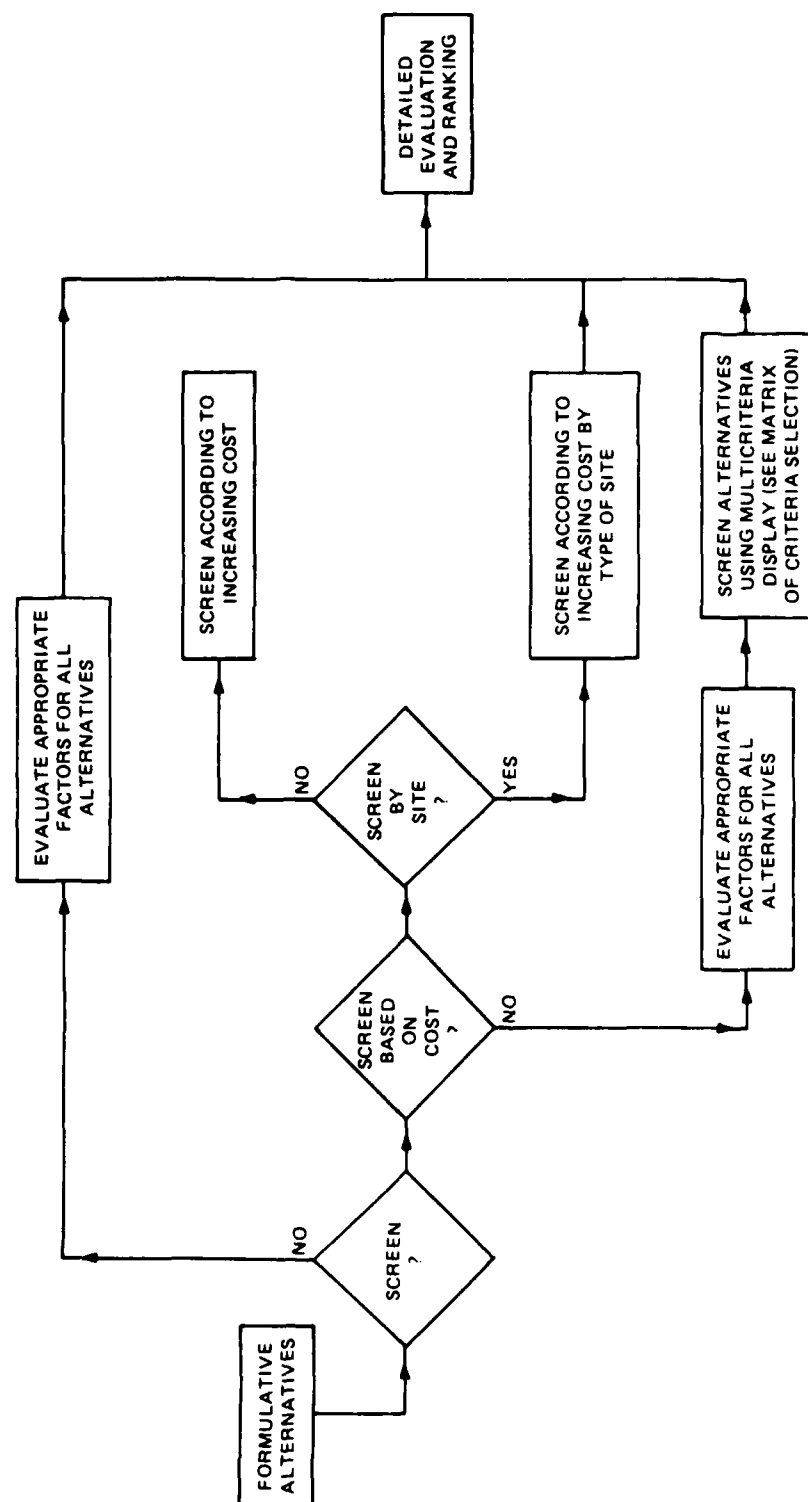 FORMULATIVE
ALTERNATIVES
SCREEN
?
NO
EVALUATE APPROPRIATE
FACTORS FOR ALL
ALTERNATIVES
SCREEN
BASED
ON
COST
?
NO
EVALUATE APPROPRIATE
FACTORS FOR ALL
ALTERNATIVES
SCREEN ALTERNATIVES
USING MULTICRITERIA
DISPLAY (SEE MATRIX
OF CRITERIA SELECTION)
SCREEN
BY
SITE
?
NO
SCREEN ACCORDING TO
INCREASING COST
YES
SCREEN ACCORDING TO
INCREASING COST BY
TYPE OF SITE
DETAILED
EVALUATION
AND RANKING